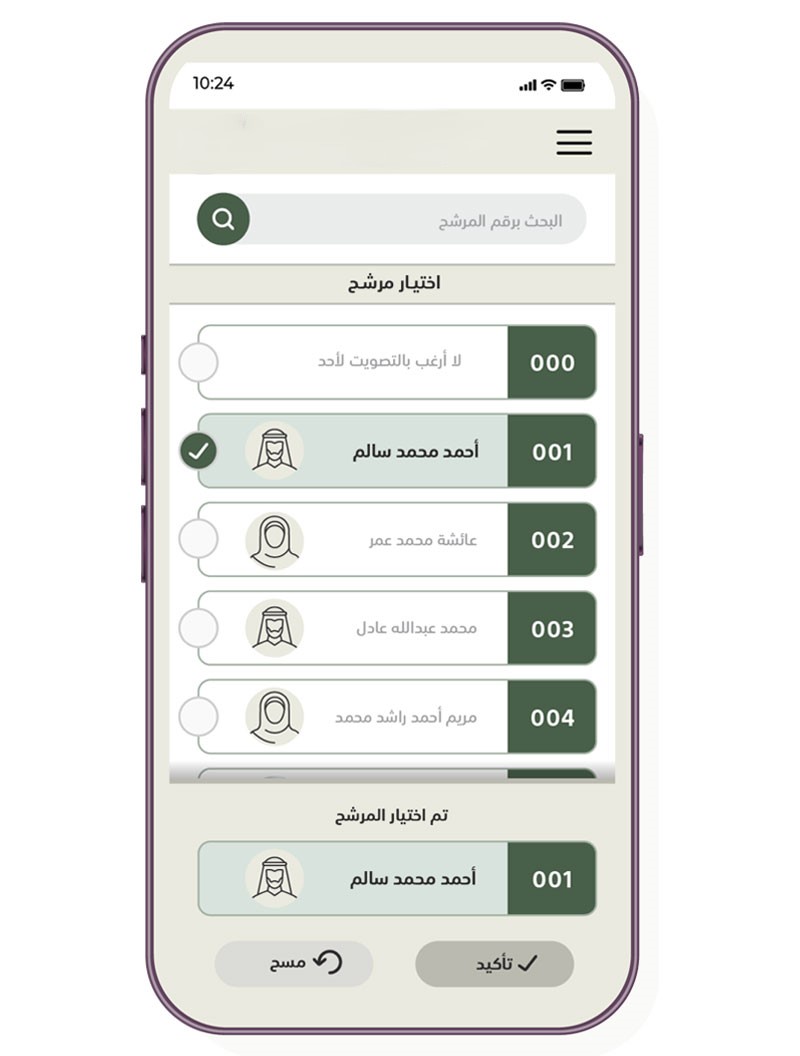 10:24
البحث برقم المرشح
اختيار مرشح
000 لا أرغب بالتصويت لأحد
001 أحمد محمد سالم
002 عائشة محمد عمر
003 محمد عبدالله عادل
004 مريم أحمد راشد محمد
تم اختيار المرشح
001 أحمد محمد سالم
تأكيد
مسح